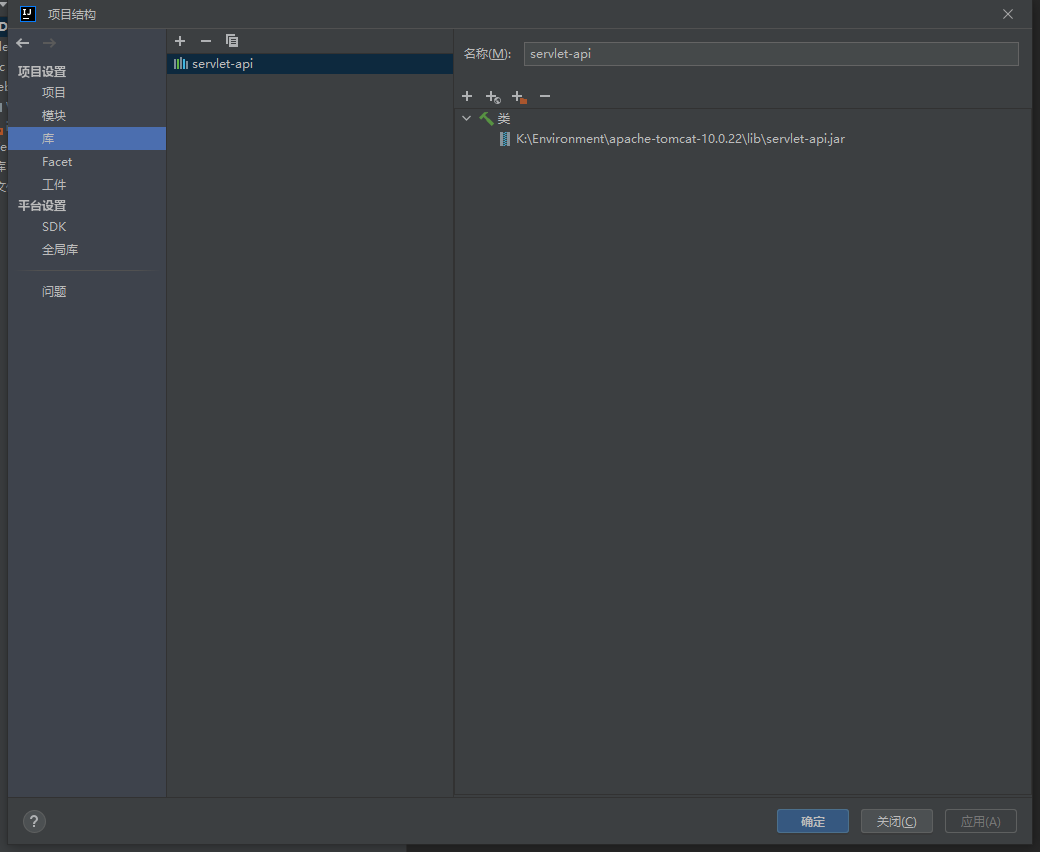 项目结构
项目设置
项目
模块
库
Facet
工件
平台设置
SDK
全局库
问题
servlet-api
名称(M):
servlet-api
类
K:\Environment\apache-tomcat-10.0.22\lib\servlet-api.jar
?
确定
关闭(C)
应用(A)